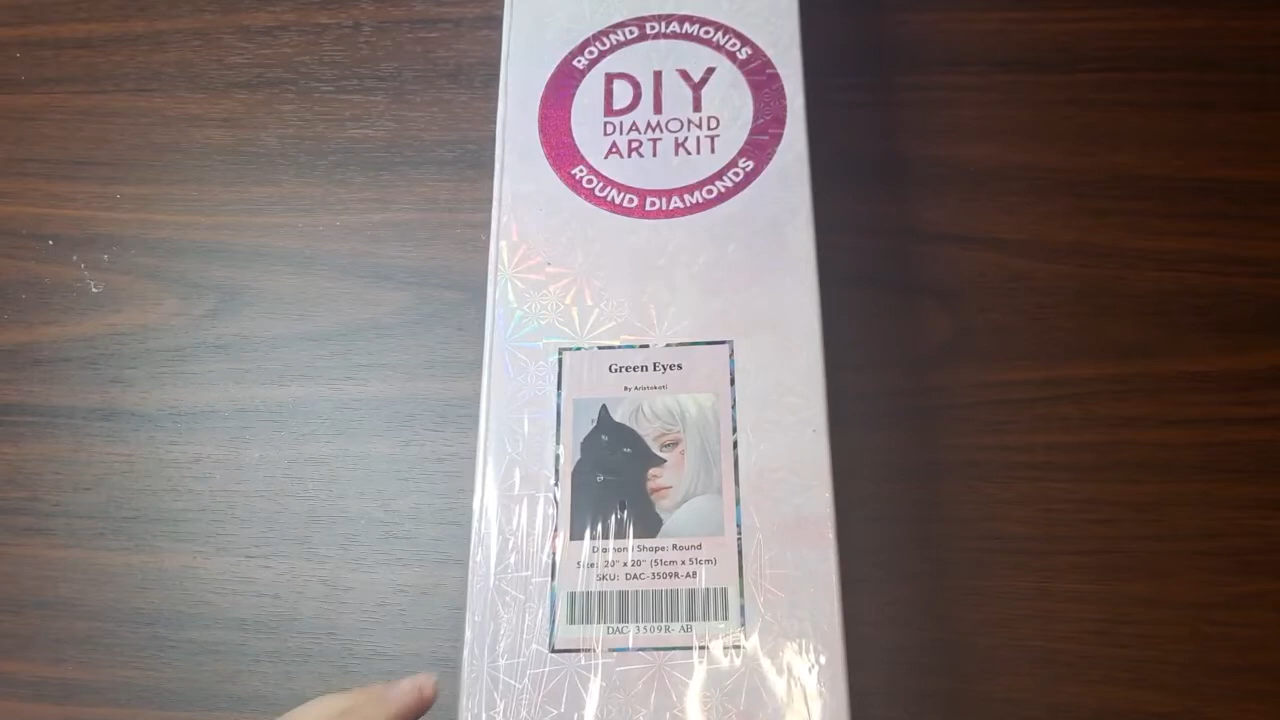 ROUND DIAMONDS
DIY
DIAMOND
ART KIT
ROUND DIAMONDS
Green Eyes
By Aristokati
Diamond Shape: Round
Size: 20" x 20" (51cm x 51cm)
SKU: DAC-3509R-AB
DAC-3509R-AB